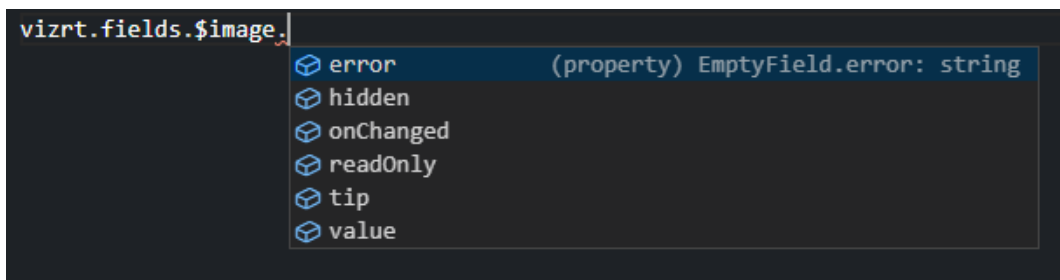 vizrt.fields.$image.
error (property) EmptyField.error: string
hidden
onChanged
readOnly
tip
value